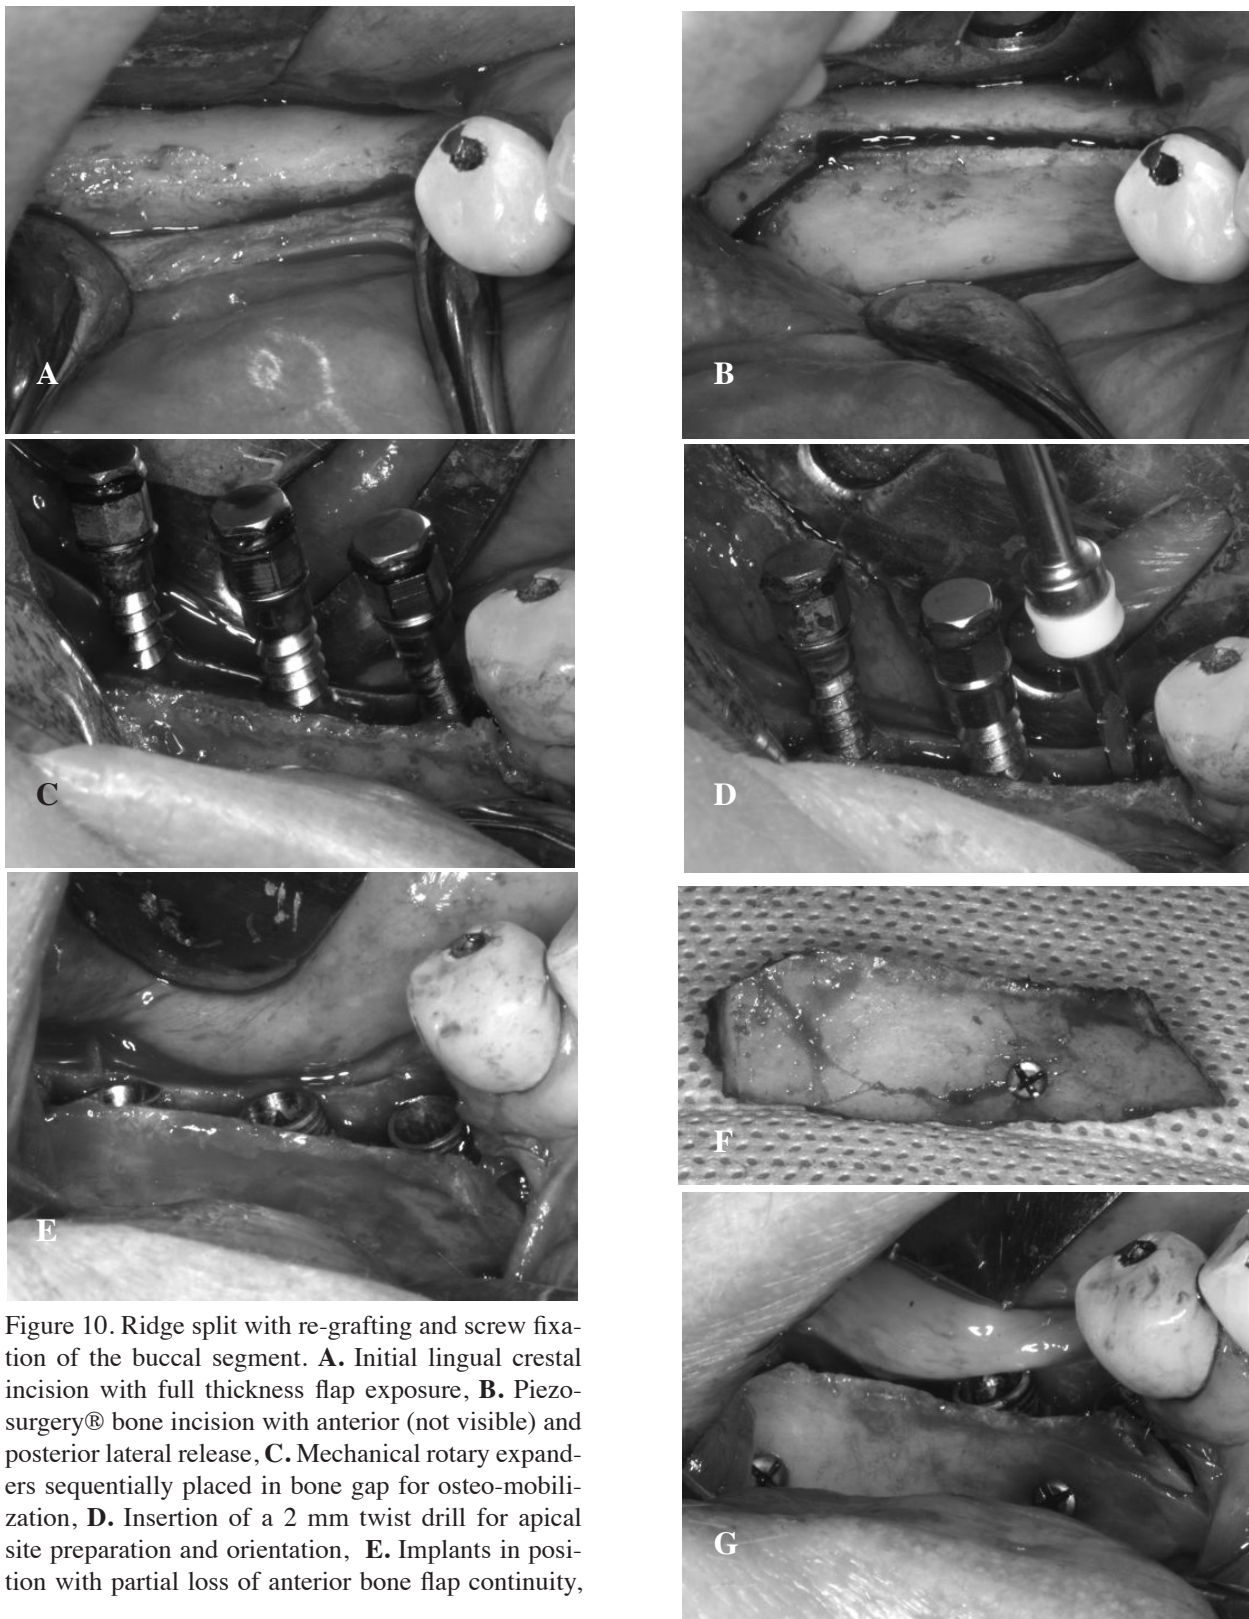 A
B
C
D
E
F
G
Figure 10. Ridge split with re-grafting and screw fixa-
tion of the buccal segment. A. Initial lingual crestal
incision with full thickness flap exposure, B. Piezo-
surgery® bone incision with anterior (not visible) and
posterior lateral release, C. Mechanical rotary expand-
ers sequentially placed in bone gap for osteo-mobili-
zation, D. Insertion of a 2 mm twist drill for apical
site preparation and orientation, E. Implants in posi-
tion with partial loss of anterior bone flap continuity,